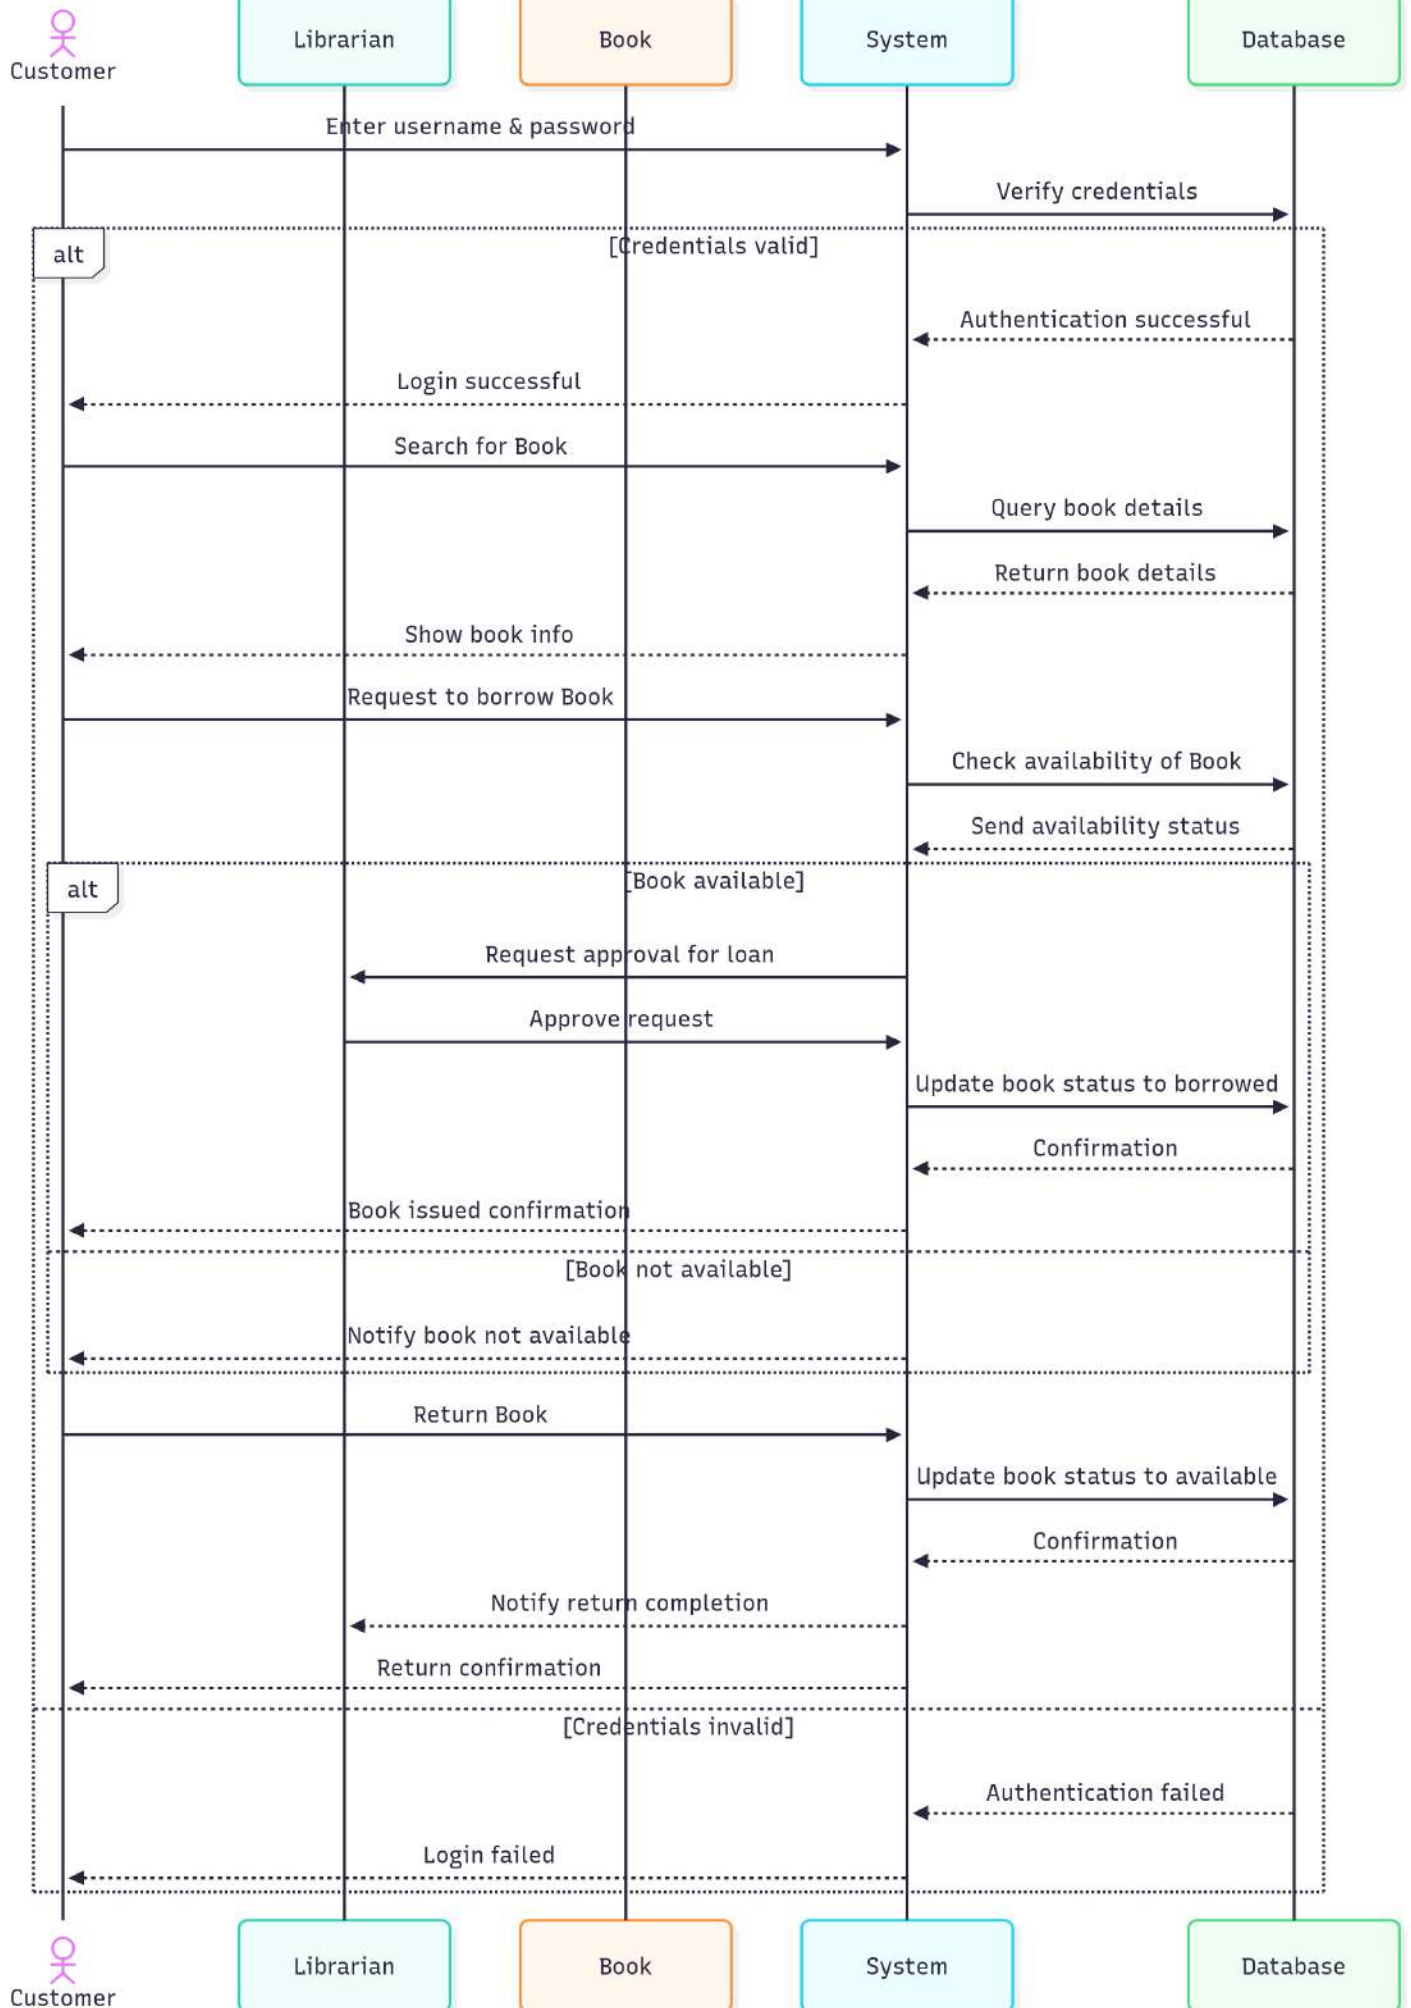 Customer
Librarian
Book
System
Database
Enter username & password
Verify credentials
alt
[Credentials valid]
Authentication successful
Login successful
Search for Book
Query book details
Return book details
Show book info
Request to borrow Book
Check availability of Book
Send availability status
alt
[Book available]
Request approval for loan
Approve request
Update book status to borrowed
Confirmation
Book issued confirmation
[Book not available]
Notify book not available
Return Book
Update book status to available
Confirmation
Notify return completion
Return confirmation
[Credentials invalid]
Authentication failed
Login failed
Customer
Librarian
Book
System
Database